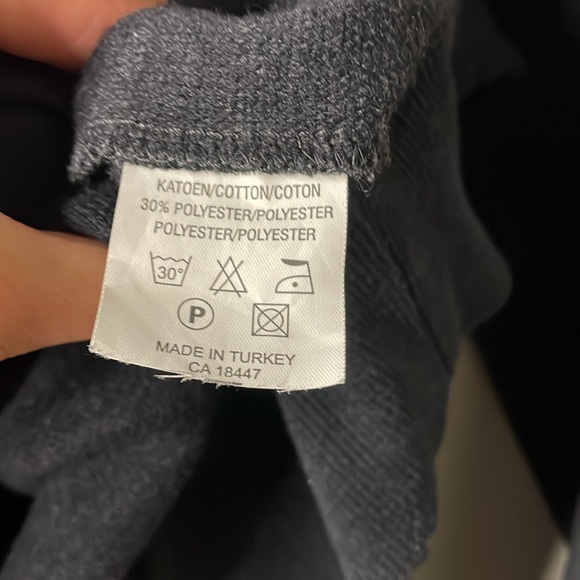 KATOEN/COTTON/COTON
30% POLYESTER/POLYESTER
POLYESTER/POLYESTER
30°
P
MADE IN TURKEY
CA 18447